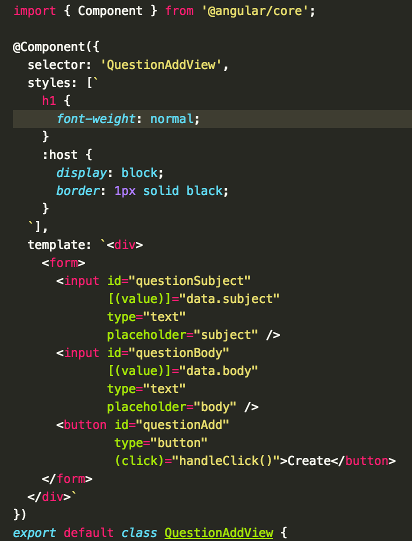 import { Component } from '@angular/core';

@Component({
  selector: 'QuestionAddView',
  styles: [`
    h1 {
      font-weight: normal;
    }
    :host {
      display: block;
      border: 1px solid black;
    }
  `],
  template: `<div>
    <form>
      <input id="questionSubject"
             [(value)]="data.subject"
             type="text"
             placeholder="subject" />
      <input id="questionBody"
             [(value)]="data.body"
             type="text"
             placeholder="body" />
      <button id="questionAdd"
              type="button"
              (click)="handleClick()">Create</button>
    </form>
  </div>`
})
export default class QuestionAddView {